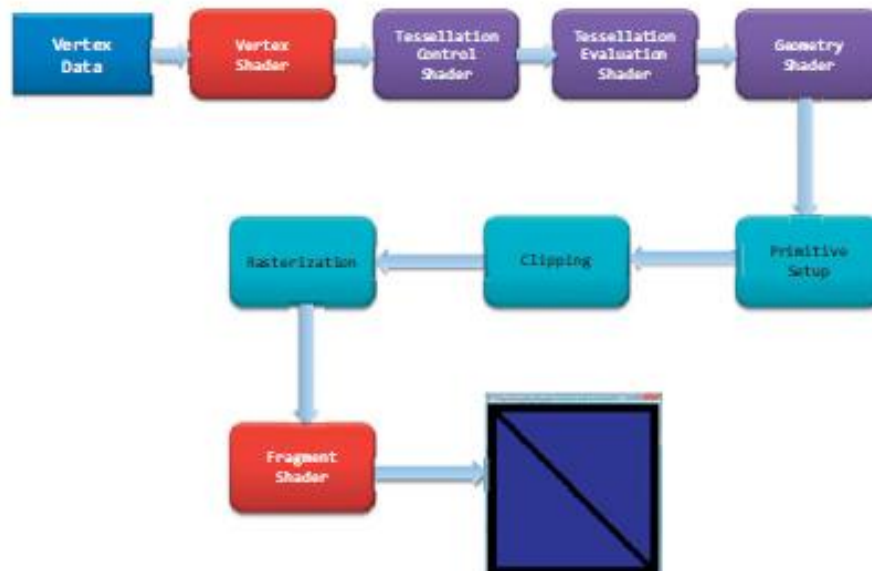 Vertex
Data
Vertex
Shader
Tessellation
Control
Shader
Tessellation
Evaluation
Shader
Geometry
Shader
Primitive
Setup
Clipping
Rasterization
Fragment
Shader